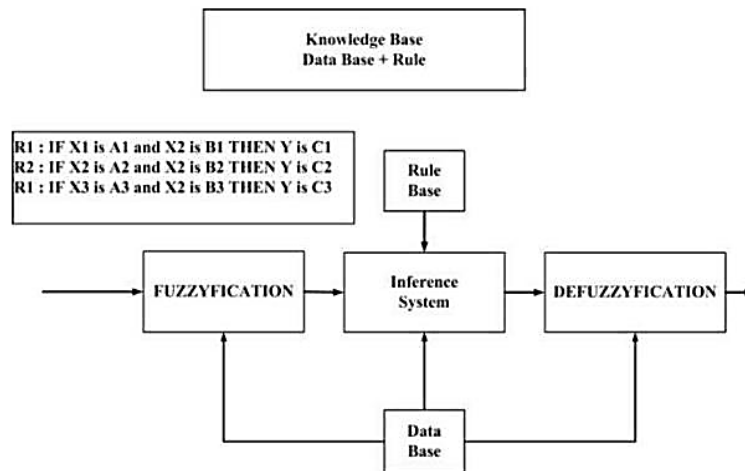 Knowledge Base
Data Base + Rule
R1 : IF X1 is A1 and X2 is B1 THEN Y is C1
R2 : IF X2 is A2 and X2 is B2 THEN Y is C2
R1 : IF X3 is A3 and X2 is B3 THEN Y is C3
Rule
Base
FUZZYFICATION
Inference
System
DEFUZZYFICATION
Data
Base